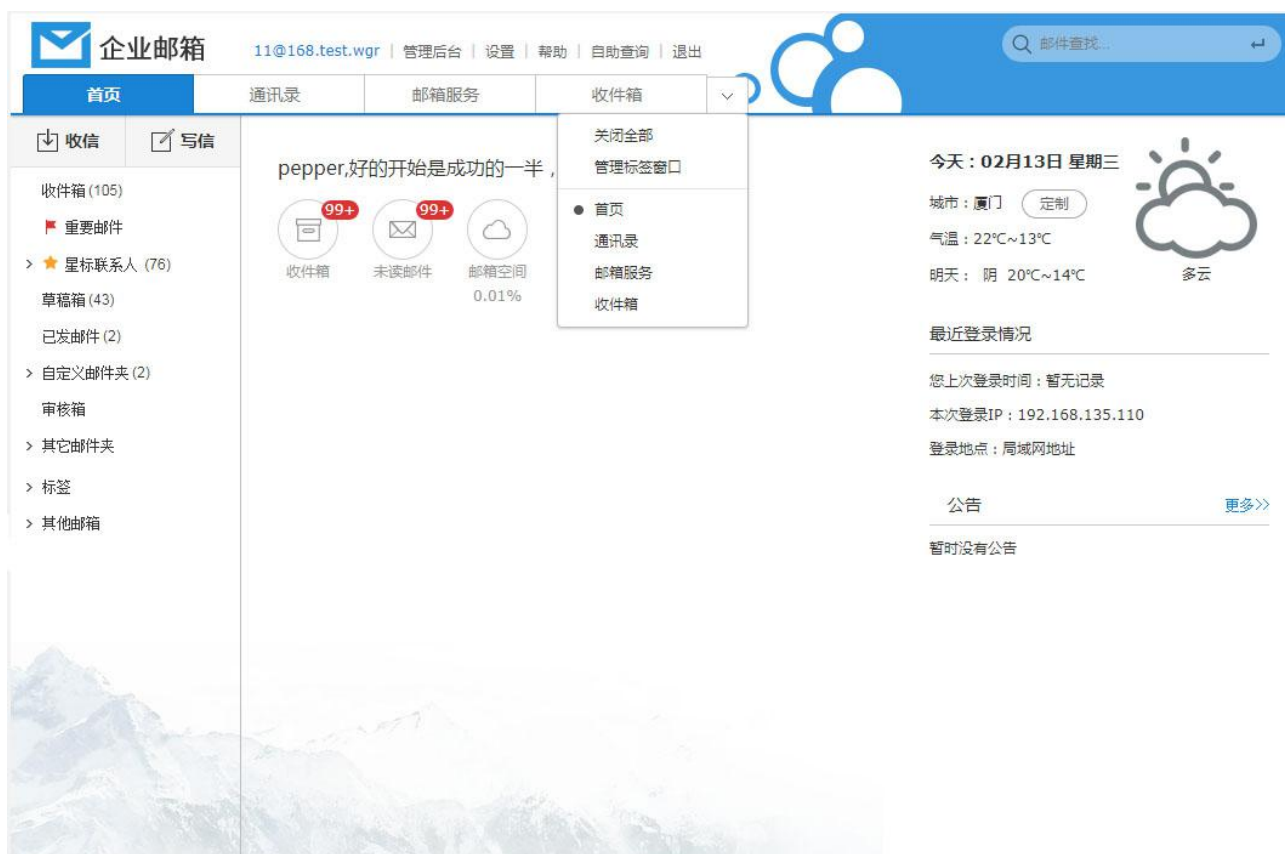 企业邮箱
11@168.test.wgr | 管理后台 | 设置 | 帮助 | 自助查询 | 退出
邮件查找...
首页 通讯录 邮箱服务 收件箱
收信 写信
收件箱(105)
重要邮件
星标联系人 (76)
草稿箱(43)
已发邮件(2)
自定义邮件夹(2)
审核箱
其它邮件夹
标签
其他邮箱
pepper,好的开始是成功的一半，
99+ 99+
收件箱 未读邮件 邮箱空间
0.01%
关闭全部
管理标签窗口
首页
通讯录
邮箱服务
收件箱
今天：02月13日 星期三
城市：厦门 定制
气温：22℃~13℃
明天： 阴 20℃~14℃
多云
最近登录情况
您上次登录时间：暂无记录
本次登录IP：192.168.135.110
登录地点：局域网地址
公告 更多>>
暂时没有公告